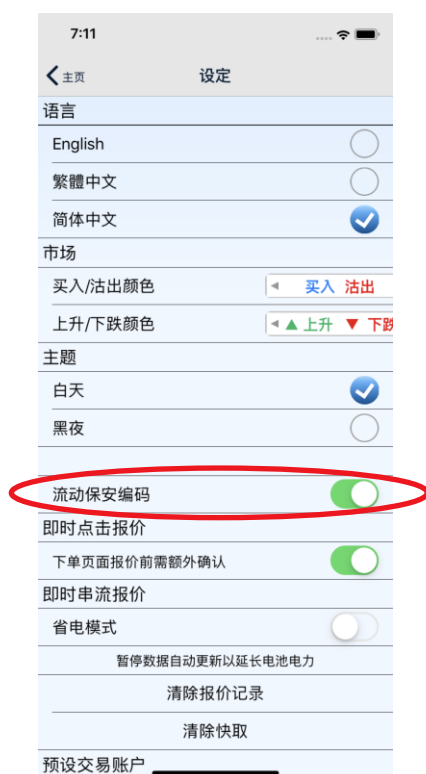 7:11
主页 设定
语言
English
繁體中文
简体中文
市场
买入/沽出颜色 买入 沽出
上升/下跌颜色 上升 下跌
主题
白天
黑夜
流动保安编码
即时点击报价
下单页面报价前需额外确认
即时串流报价
省电模式
暂停数据自动更新以延长电池电力
清除报价记录
清除快取
预设交易账户